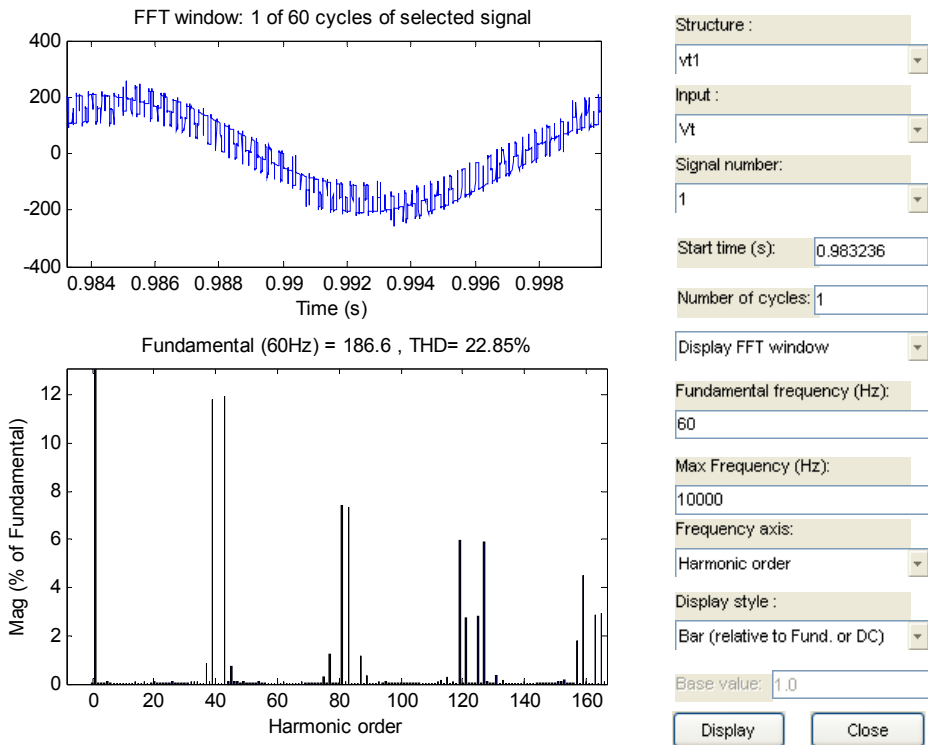 FFT window: 1 of 60 cycles of selected signal
400
200
0
-200
-400
0.984 0.986 0.988 0.99 0.992 0.994 0.996 0.998
Time (s)
Fundamental (60Hz) = 186.6 , THD= 22.85%
Mag (% of Fundamental)
12
10
8
6
4
2
0
0 20 40 60 80 100 120 140 160
Harmonic order
Structure :
vt1
Input :
Vt
Signal number:
1
Start time (s): 0.983236
Number of cycles: 1
Display FFT window
Fundamental frequency (Hz):
60
Max Frequency (Hz):
10000
Frequency axis:
Harmonic order
Display style :
Bar (relative to Fund. or DC)
Base value: 1.0
Display Close